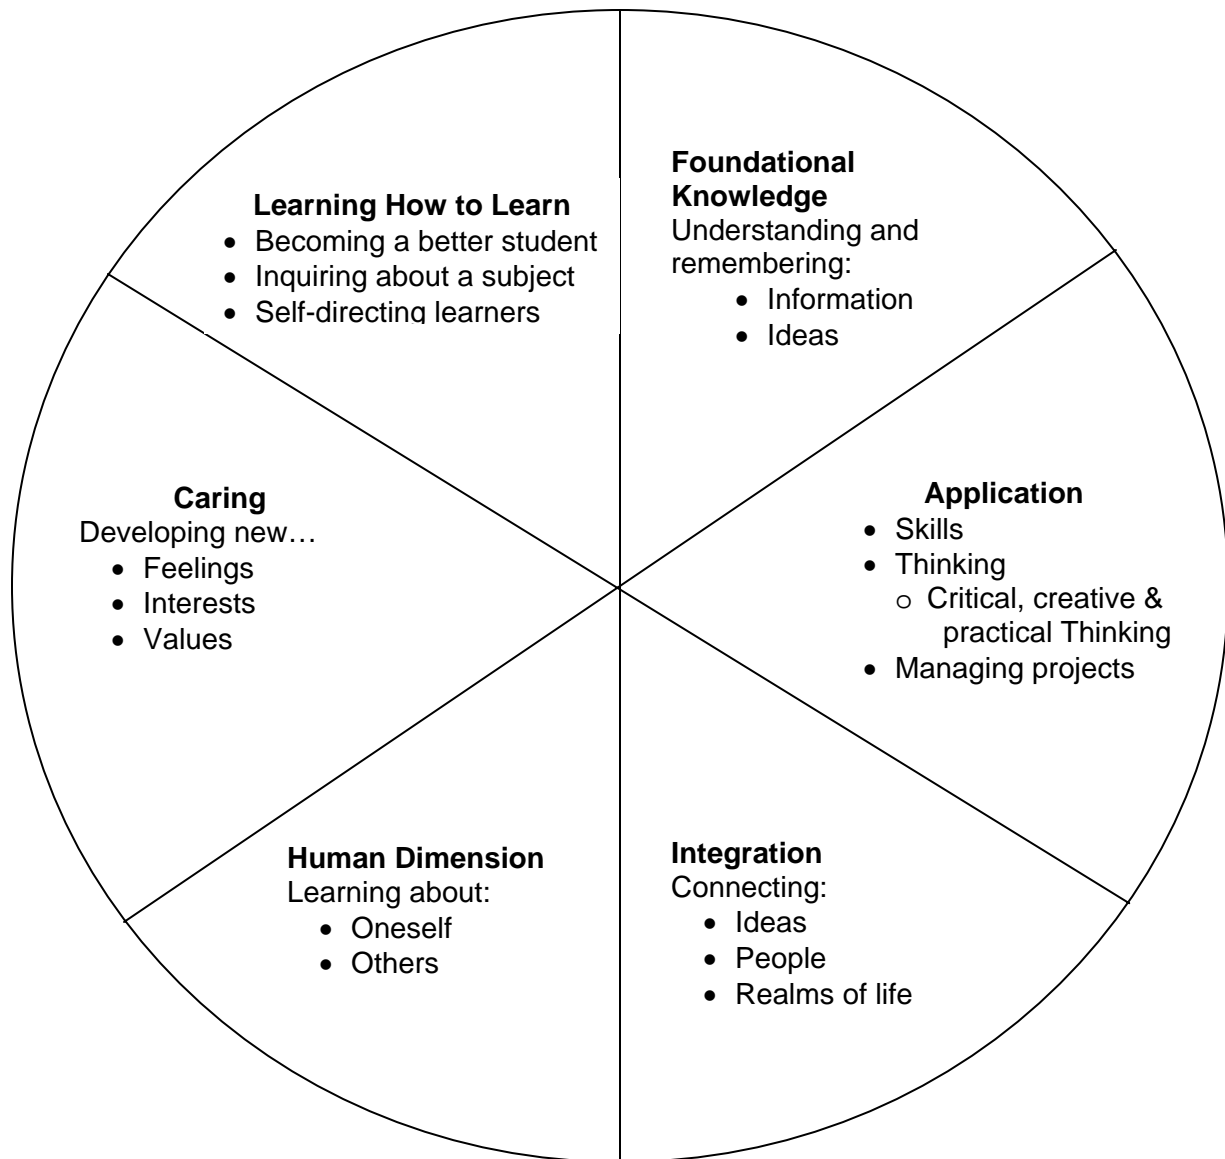 Foundational
Knowledge
Understanding and
remembering:
• Information
• Ideas
Application
• Skills
• Thinking
o Critical, creative &
practical Thinking
• Managing projects
Integration
Connecting:
• Ideas
• People
• Realms of life
Human Dimension
Learning about:
• Oneself
• Others
Caring
Developing new…
• Feelings
• Interests
• Values
Learning How to Learn
• Becoming a better student
• Inquiring about a subject
• Self-directing learners